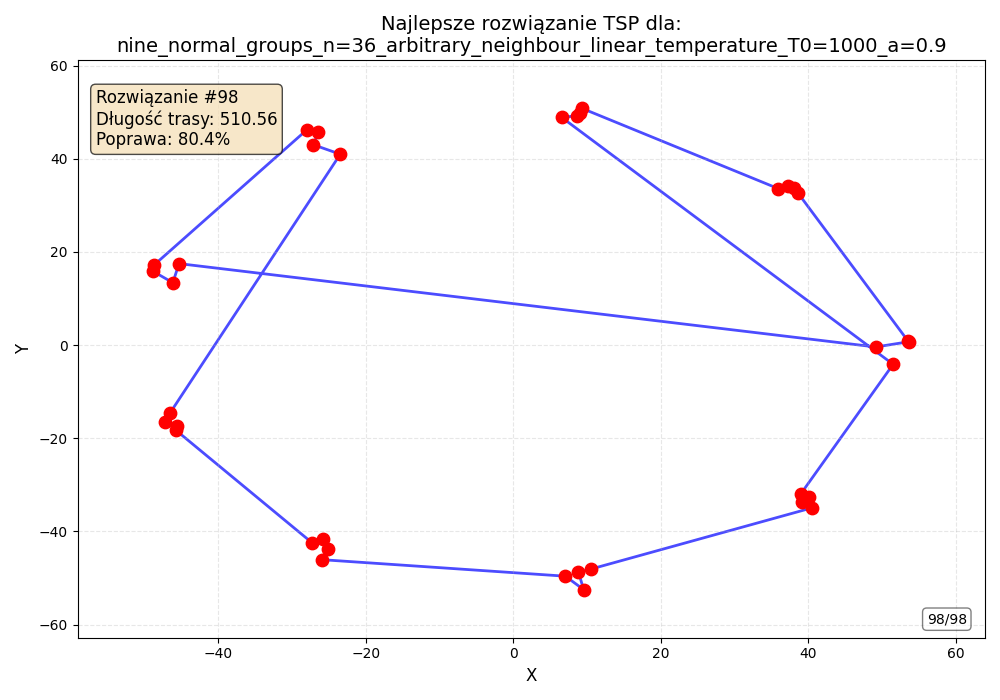 Najlepsze rozwiązanie TSP dla:
nine_normal_groups_n=36_arbitrary_neighbour_linear_temperature_T0=1000_a=0.9
Rozwiązanie #98
Długość trasy: 510.56
Poprawa: 80.4%
60
40
20
0
−20
−40
−60
Y
98/98
−40
−20
0
20
40
60
X